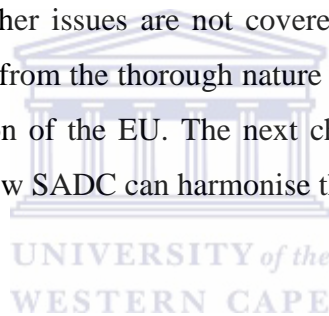 her issues are not covere
from the thorough nature
on of the EU. The next c
w SADC can harmonise t
UNIVERSITY of the
WESTERN CAPE